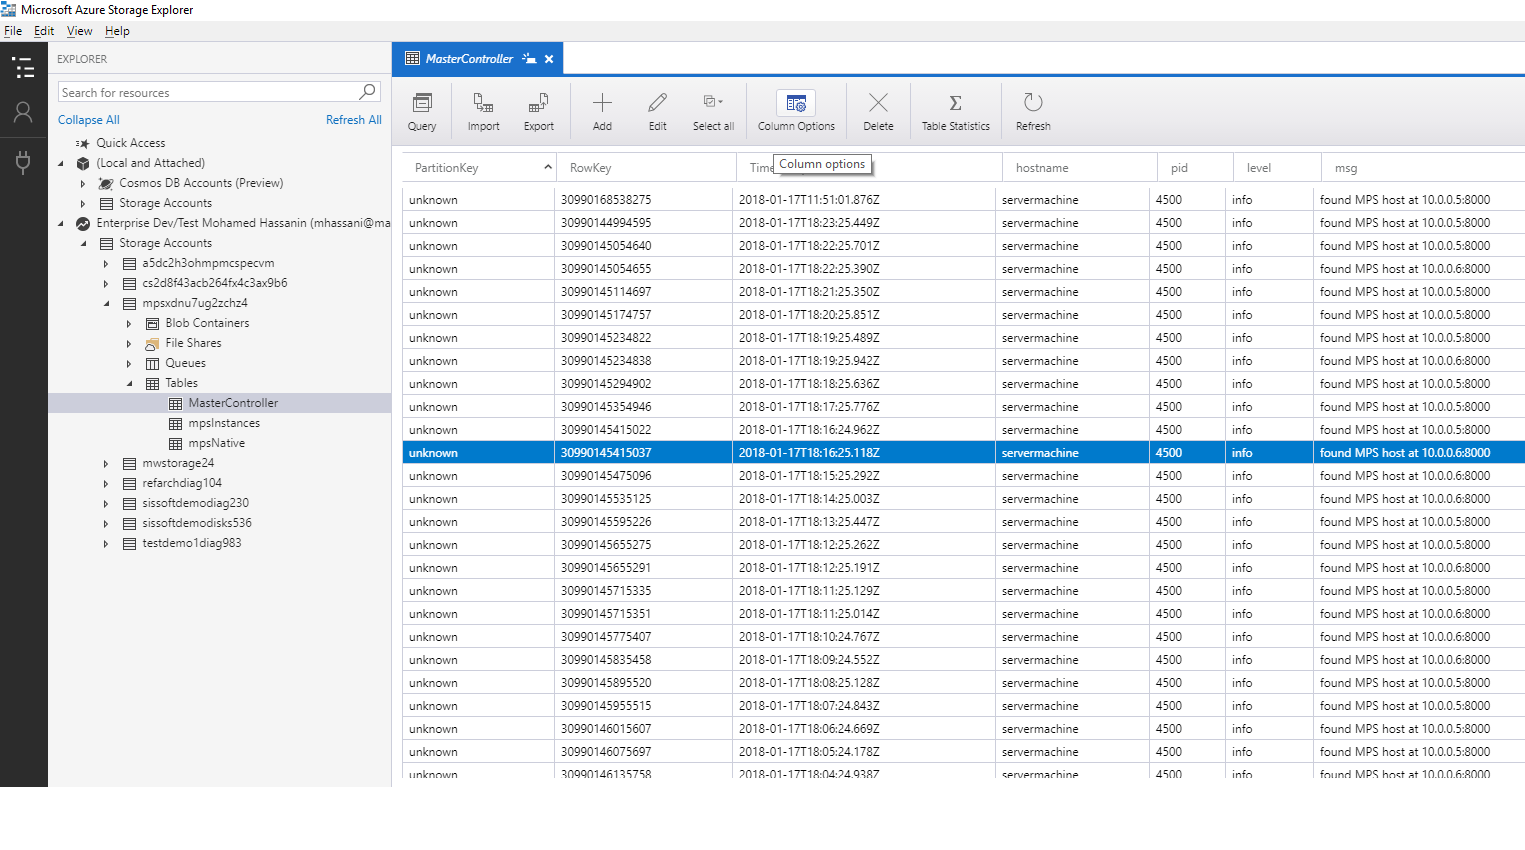 Microsoft Azure Storage Explorer
File Edit View Help
EXPLORER
Search for resources
Collapse All Refresh All
Quick Access
(Local and Attached)
Cosmos DB Accounts (Preview)
Storage Accounts
Enterprise Dev/Test Mohamed Hassanin (mhassani@ma
Storage Accounts
a5dc2h3ohmpmcspecvm
cs2d8f43acb264fx4c3ax9b6
mpsxdnu7ug2zchz4
Blob Containers
File Shares
Queues
Tables
MasterController
mpsInstances
mpsNative
mwstorage24
refarchdiag104
sissoftdemodiag230
sissoftdemodisks536
testdemo1diag983
MasterController
Query Import Export Add Edit Select all Column Options Delete Table Statistics Refresh
Column options
PartitionKey RowKey Time hostname pid level msg
unknown 30990168538275 2018-01-17T11:51:01.876Z servermachine 4500 info found MPS host at 10.0.0.5:8000
unknown 30990144994595 2018-01-17T18:23:25.449Z servermachine 4500 info found MPS host at 10.0.0.6:8000
unknown 30990145054640 2018-01-17T18:22:25.701Z servermachine 4500 info found MPS host at 10.0.0.5:8000
unknown 30990145054655 2018-01-17T18:22:25.390Z servermachine 4500 info found MPS host at 10.0.0.6:8000
unknown 30990145114697 2018-01-17T18:21:25.350Z servermachine 4500 info found MPS host at 10.0.0.5:8000
unknown 30990145174757 2018-01-17T18:20:25.851Z servermachine 4500 info found MPS host at 10.0.0.5:8000
unknown 30990145234822 2018-01-17T18:19:25.489Z servermachine 4500 info found MPS host at 10.0.0.5:8000
unknown 30990145234838 2018-01-17T18:19:25.942Z servermachine 4500 info found MPS host at 10.0.0.6:8000
unknown 30990145294902 2018-01-17T18:18:25.636Z servermachine 4500 info found MPS host at 10.0.0.5:8000
unknown 30990145354946 2018-01-17T18:17:25.776Z servermachine 4500 info found MPS host at 10.0.0.5:8000
unknown 30990145415022 2018-01-17T18:16:24.962Z servermachine 4500 info found MPS host at 10.0.0.5:8000
unknown 30990145415037 2018-01-17T18:16:25.118Z servermachine 4500 info found MPS host at 10.0.0.6:8000
unknown 30990145475096 2018-01-17T18:15:25.292Z servermachine 4500 info found MPS host at 10.0.0.6:8000
unknown 30990145535125 2018-01-17T18:14:25.003Z servermachine 4500 info found MPS host at 10.0.0.6:8000
unknown 30990145595226 2018-01-17T18:13:25.447Z servermachine 4500 info found MPS host at 10.0.0.5:8000
unknown 30990145655275 2018-01-17T18:12:25.262Z servermachine 4500 info found MPS host at 10.0.0.5:8000
unknown 30990145655291 2018-01-17T18:12:25.191Z servermachine 4500 info found MPS host at 10.0.0.6:8000
unknown 30990145715335 2018-01-17T18:11:25.129Z servermachine 4500 info found MPS host at 10.0.0.5:8000
unknown 30990145715351 2018-01-17T18:11:25.014Z servermachine 4500 info found MPS host at 10.0.0.6:8000
unknown 30990145775407 2018-01-17T18:10:24.767Z servermachine 4500 info found MPS host at 10.0.0.6:8000
unknown 30990145835458 2018-01-17T18:09:24.552Z servermachine 4500 info found MPS host at 10.0.0.6:8000
unknown 30990145895520 2018-01-17T18:08:25.128Z servermachine 4500 info found MPS host at 10.0.0.5:8000
unknown 30990145955515 2018-01-17T18:07:24.843Z servermachine 4500 info found MPS host at 10.0.0.5:8000
unknown 30990146015607 2018-01-17T18:06:24.669Z servermachine 4500 info found MPS host at 10.0.0.6:8000
unknown 30990146075697 2018-01-17T18:05:24.178Z servermachine 4500 info found MPS host at 10.0.0.5:8000
unknown 30990146135758 2018-01-17T18:04:24.938Z servermachine 4500 info found MPS host at 10.0.0.6:8000